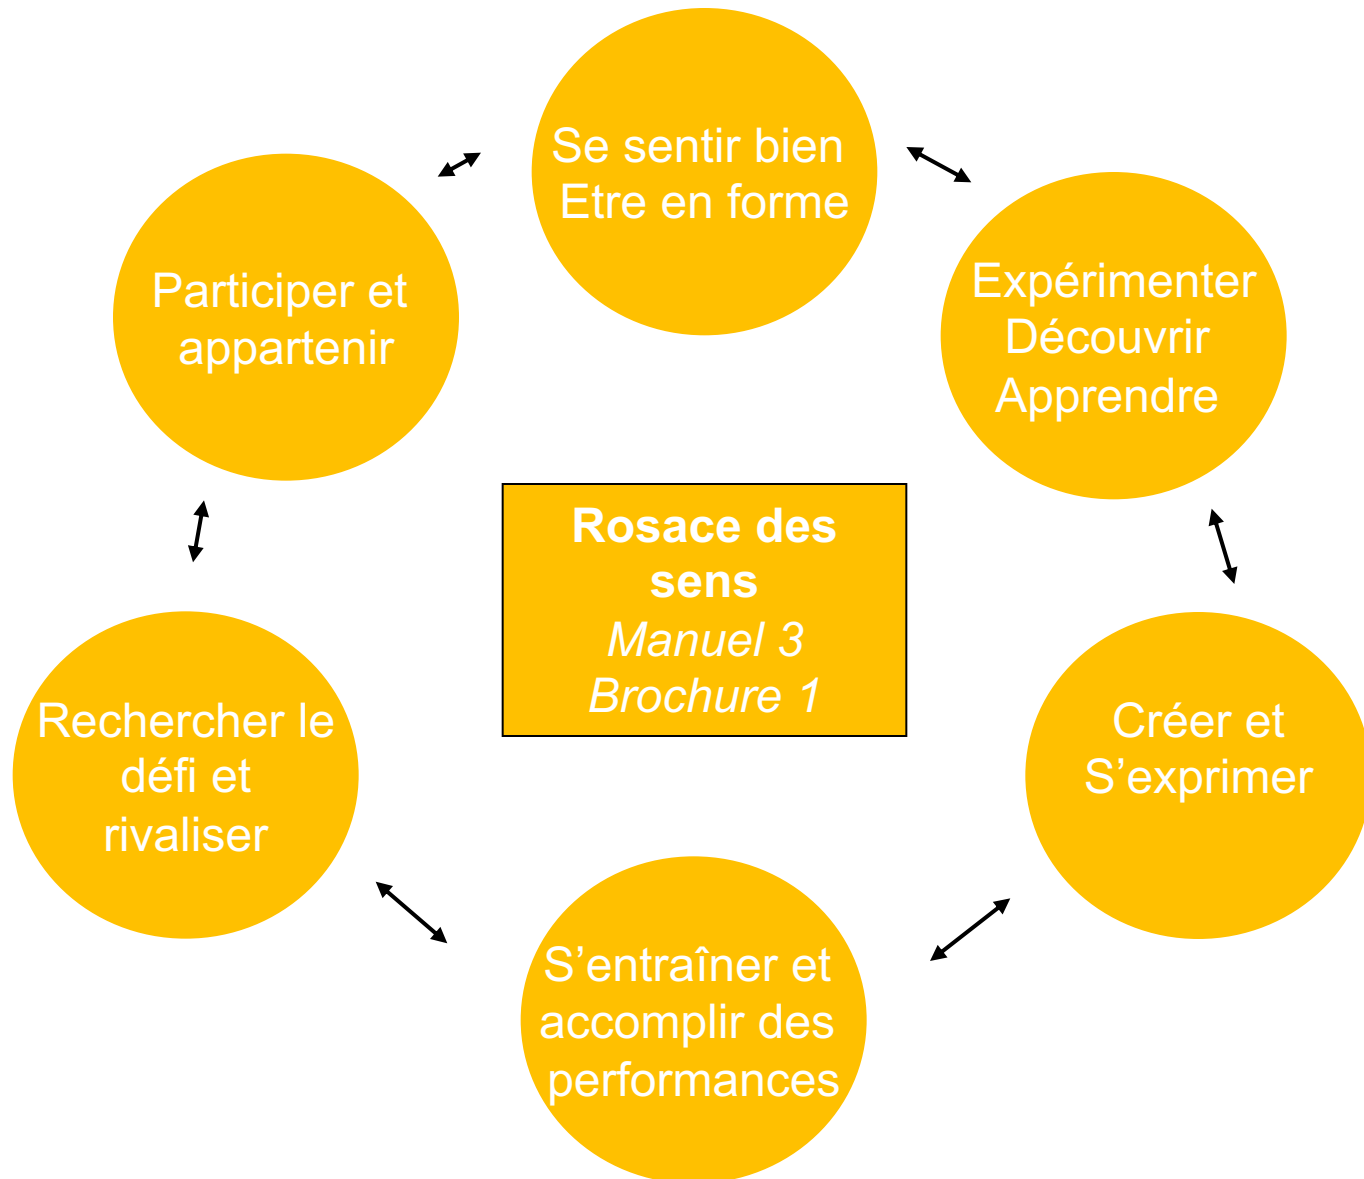 Se sentir bien
Etre en forme
Participer et
appartenir
Expérimenter
Découvrir
Apprendre
Rosace des
sens
Manuel 3
Brochure 1
Rechercher le
défi et
rivaliser
Créer et
S’exprimer
S’entraîner et
accomplir des
performances